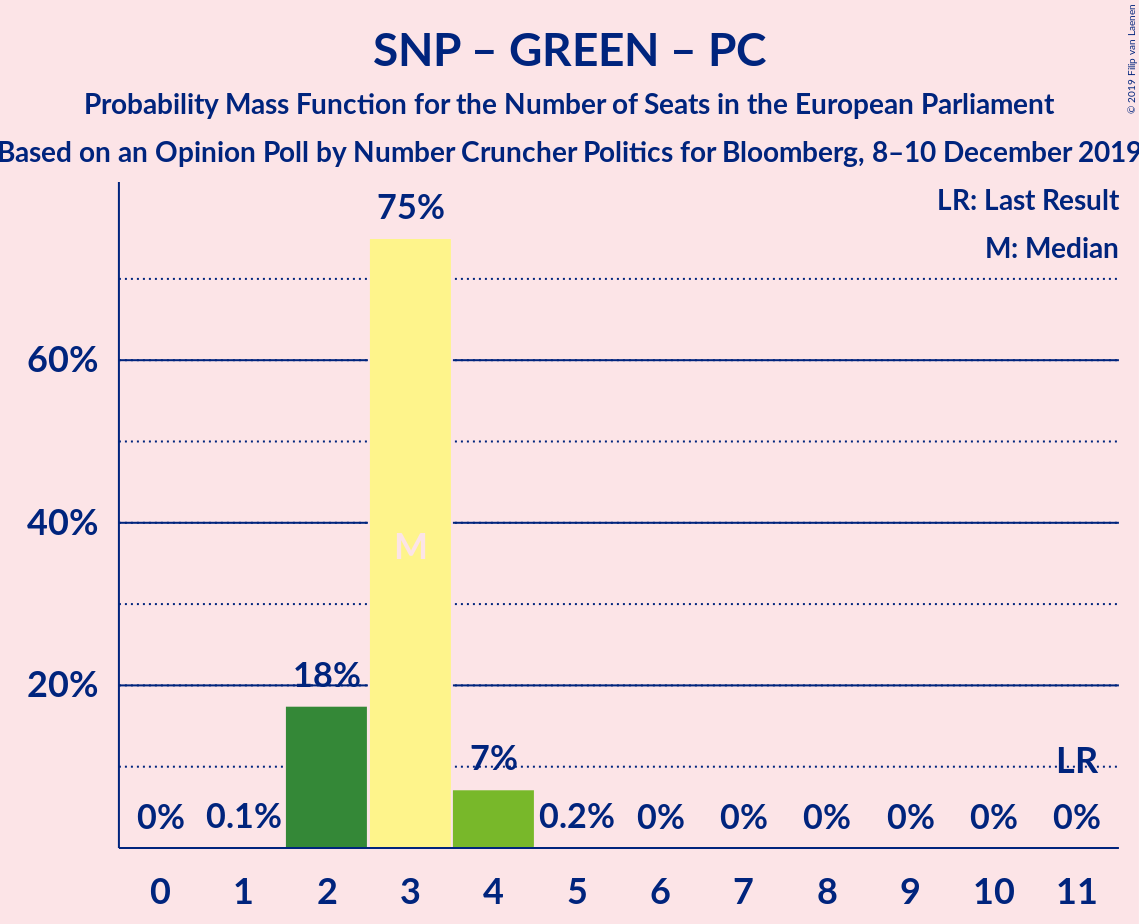 SNP – GREEN – PC
Probability Mass Function for the Number of Seats in the European Parliament
Based on an Opinion Poll by Number Cruncher Politics for Bloomberg, 8–10 December 2019
© 2019 Filip van Laenen
LR: Last Result
M: Median
75%
60%
40%
M
20%
18%
7%
LR
0% 0.1% 0.2% 0% 0% 0% 0% 0% 0%
0 1 2 3 4 5 6 7 8 9 10 11